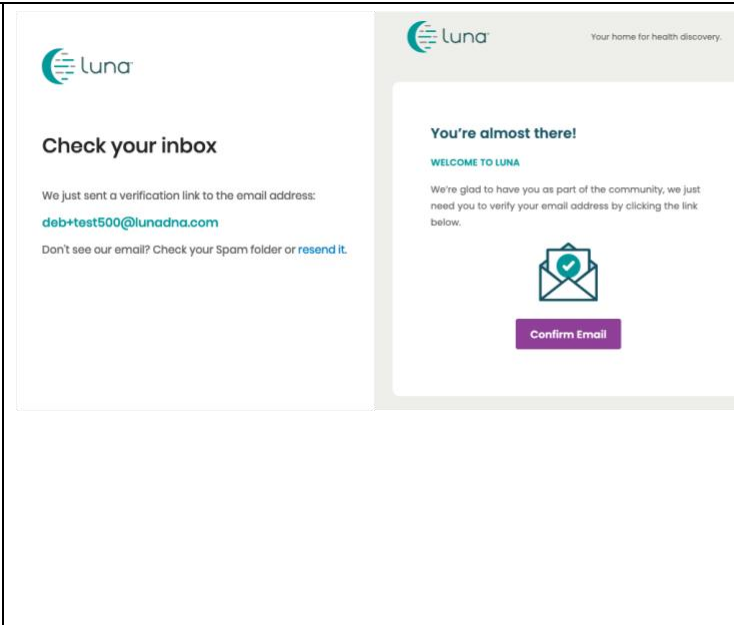 luna
Check your inbox
We just sent a verification link to the email address:
deb+test500@lunadna.com
Don't see our email? Check your Spam folder or resend it.
luna
Your home for health discovery.
You're almost there!
WELCOME TO LUNA
We're glad to have you as part of the community, we just
need you to verify your email address by clicking the link
below.
Confirm Email